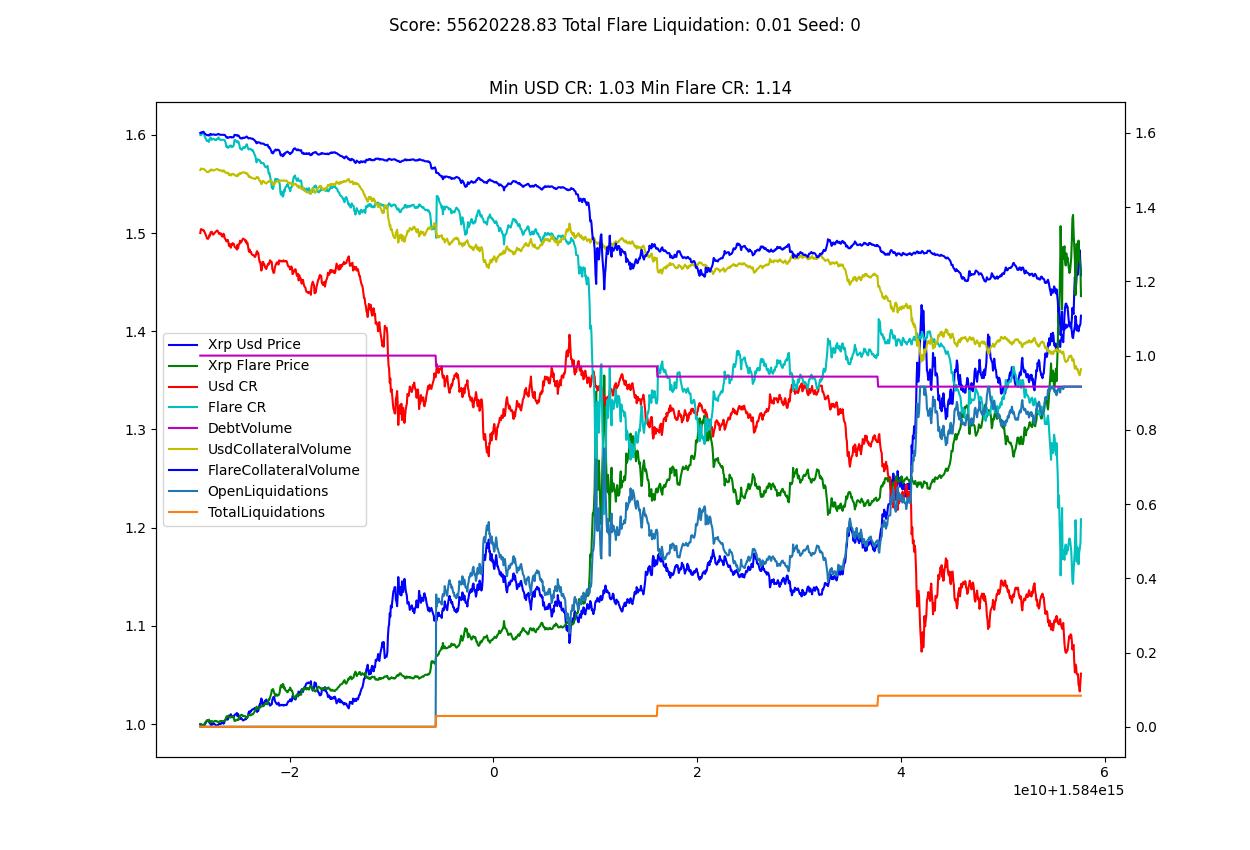 Score: 55620228.83 Total Flare Liquidation: 0.01 Seed: 0
Min USD CR: 1.03 Min Flare CR: 1.14
1.6
1.5
1.4
1.3
1.2
1.1
1.0
Xrp Usd Price
Xrp Flare Price
Usd CR
Flare CR
DebtVolume
UsdCollateralVolume
FlareCollateralVolume
OpenLiquidations
TotalLiquidations
1.6
1.4
1.2
1.0
0.8
0.6
0.4
0.2
0.0
−2 0 2 4 6
1e10+1.584e15